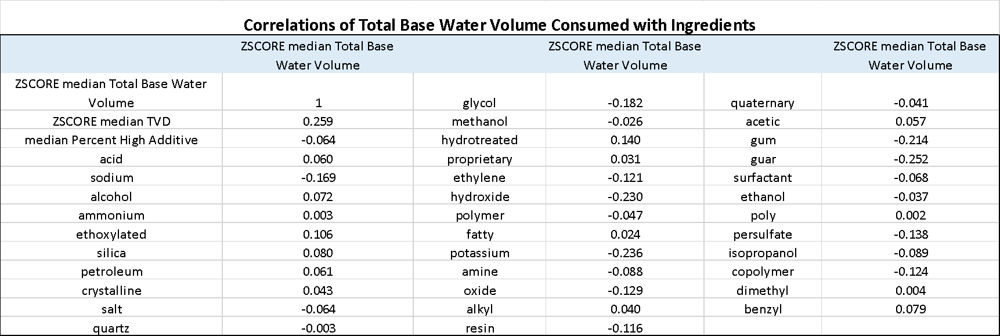 Correlations of Total Base Water Volume Consumed with Ingredients
ZSCORE median Total Base Water Volume ZSCORE median Total Base Water Volume ZSCORE median Total Base Water Volume
ZSCORE median Total Base Water Volume 1 glycol -0.182 quaternary -0.041
ZSCORE median TVD 0.259 methanol -0.026 acetic 0.057
median Percent High Additive -0.064 hydrotreated 0.140 gum -0.214
acid 0.060 proprietary 0.031 guar -0.252
sodium -0.169 ethylene -0.121 surfactant -0.068
alcohol 0.072 hydroxide -0.230 ethanol -0.037
ammonium 0.003 polymer -0.047 poly 0.002
ethoxylated 0.106 fatty 0.024 persulfate -0.138
silica 0.080 potassium -0.236 isopropanol -0.089
petroleum 0.061 amine -0.088 copolymer -0.124
crystalline 0.043 oxide -0.129 dimethyl 0.004
salt -0.064 alkyl 0.040 benzyl 0.079
quartz -0.003 resin -0.116